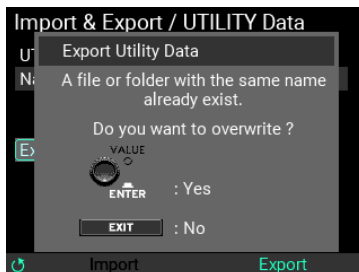 Import & Export / UTILITY Data
Export Utility Data
A file or folder with the same name
already exist.
Do you want to overwrite ?
VALUE
ENTER : Yes
EXIT : No
Import Export